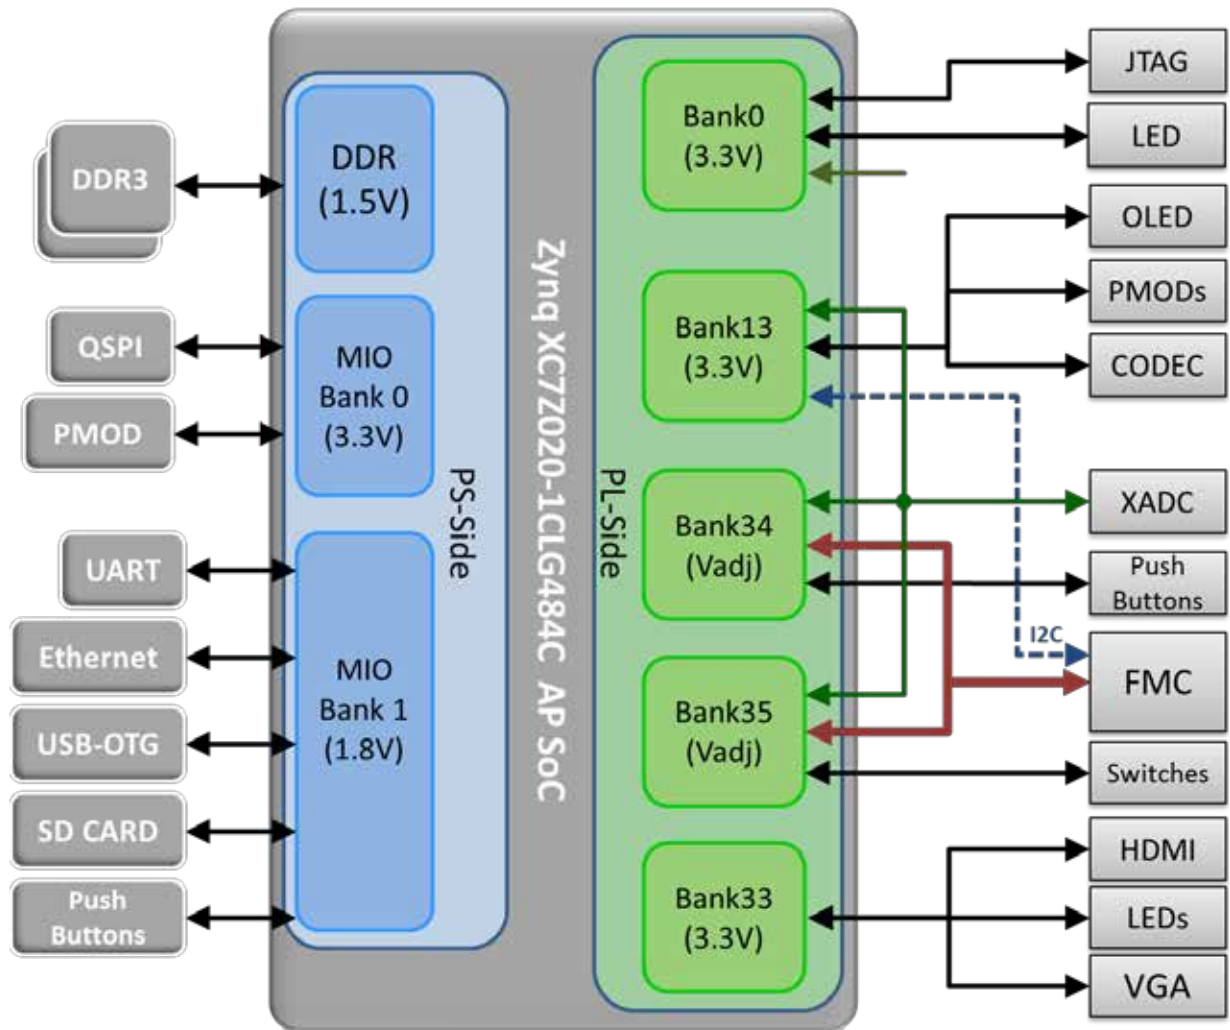 DDR3
QSPI
PMOD
UART
Ethernet
USB-OTG
SD CARD
Push
Buttons
DDR
(1.5V)
MIO
Bank 0
(3.3V)
MIO
Bank 1
(1.8V)
PS-Side
Zynq XC7Z020-1CLG484C AP SoC
PL-Side
Bank0
(3.3V)
Bank13
(3.3V)
Bank34
(Vadj)
Bank35
(Vadj)
Bank33
(3.3V)
I2C
JTAG
LED
OLED
PMODs
CODEC
XADC
Push
Buttons
FMC
Switches
HDMI
LEDs
VGA